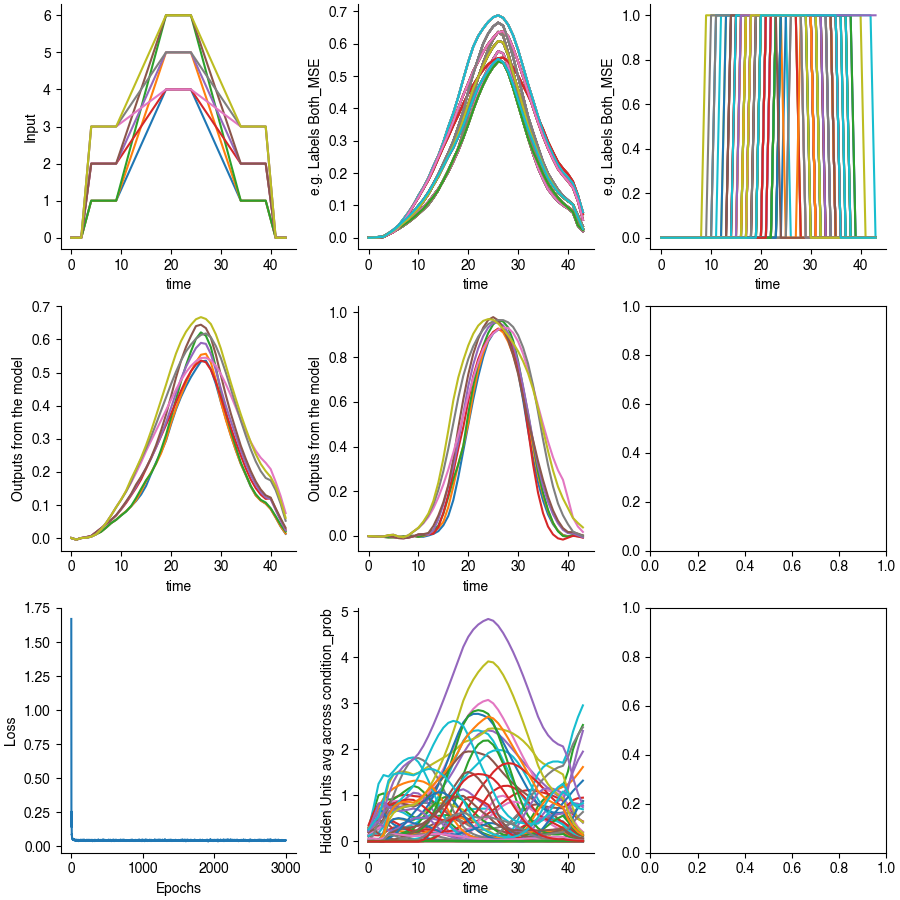 6
5
4
3
2
1
0
Input
0 10 20 30 40
time
0.7
0.6
0.5
0.4
0.3
0.2
0.1
0.0
e.g. Labels Both_MSE
0 10 20 30 40
time
1.0
0.8
0.6
0.4
0.2
0.0
e.g. Labels Both_MSE
0 10 20 30 40
time
0.7
0.6
0.5
0.4
0.3
0.2
0.1
0.0
Outputs from the model
0 10 20 30 40
time
1.0
0.8
0.6
0.4
0.2
0.0
Outputs from the model
0 10 20 30 40
time
1.0
0.8
0.6
0.4
0.2
0.0
0.0 0.2 0.4 0.6 0.8 1.0
1.75
1.50
1.25
1.00
0.75
0.50
0.25
0.00
Loss
0 1000 2000 3000
Epochs
5
4
3
2
1
0
Hidden Units avg across condition_prob
0 10 20 30 40
time
1.0
0.8
0.6
0.4
0.2
0.0
0.0 0.2 0.4 0.6 0.8 1.0